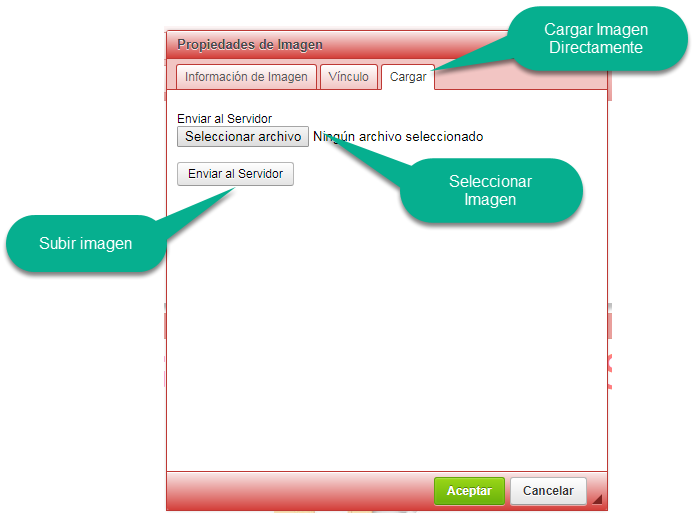 Cargar Imagen
Directamente
Propiedades de Imagen
Información de Imagen
Vínculo
Cargar
Enviar al Servidor
Seleccionar archivo Ningún archivo seleccionado
Enviar al Servidor
Seleccionar
Imagen
Subir imagen
Aceptar
Cancelar